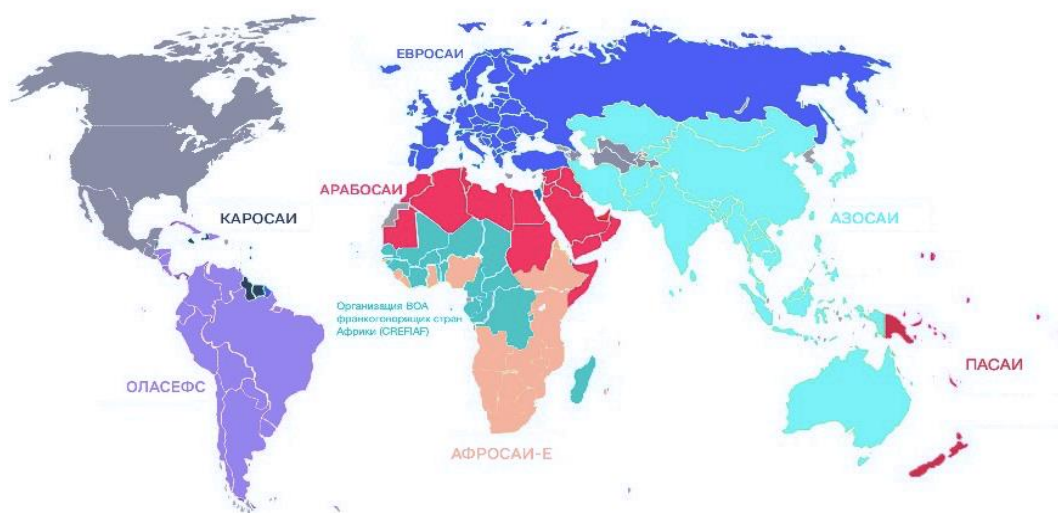 ЕВРОСАИ
АРАБОСАИ
КАРОСАИ
АЗОСАИ
Организация ВОА
франкоговорящих стран
Африки (CREFIAF)
ПАСАИ
ОЛАСЕФС
АФРОСАИ-Е